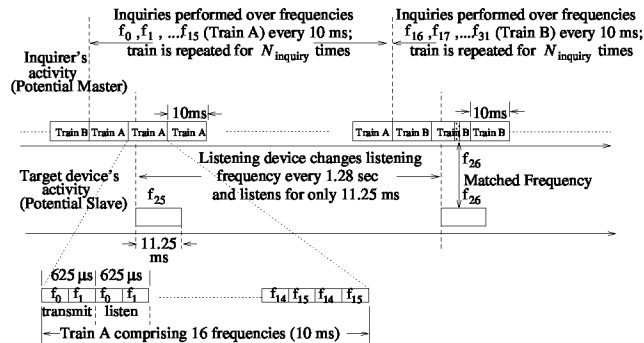 Inquiries performed over frequencies
f0 ,f1 , ...f15 (Train A) every 10 ms;
train is repeated for Ninquiry times
Inquiries performed over frequencies
f16 ,f17 ,...f31 (Train B) every 10 ms;
train is repeated for Ninquiry times
Inquirer's
activity
(Potential Master)
10ms
10ms
Train B Train A Train A Train A
Train A Train B Train B Train B
Listening device changes listening
frequency every 1.28 sec
and listens for only 11.25 ms
f26
Matched Frequency
f26
Target device's
activity
(Potential Slave)
f25
11.25
ms
625 µs 625 µs
f0 f1 f0 f1
f14 f15 f14 f15
transmit listen
Train A comprising 16 frequencies (10 ms)